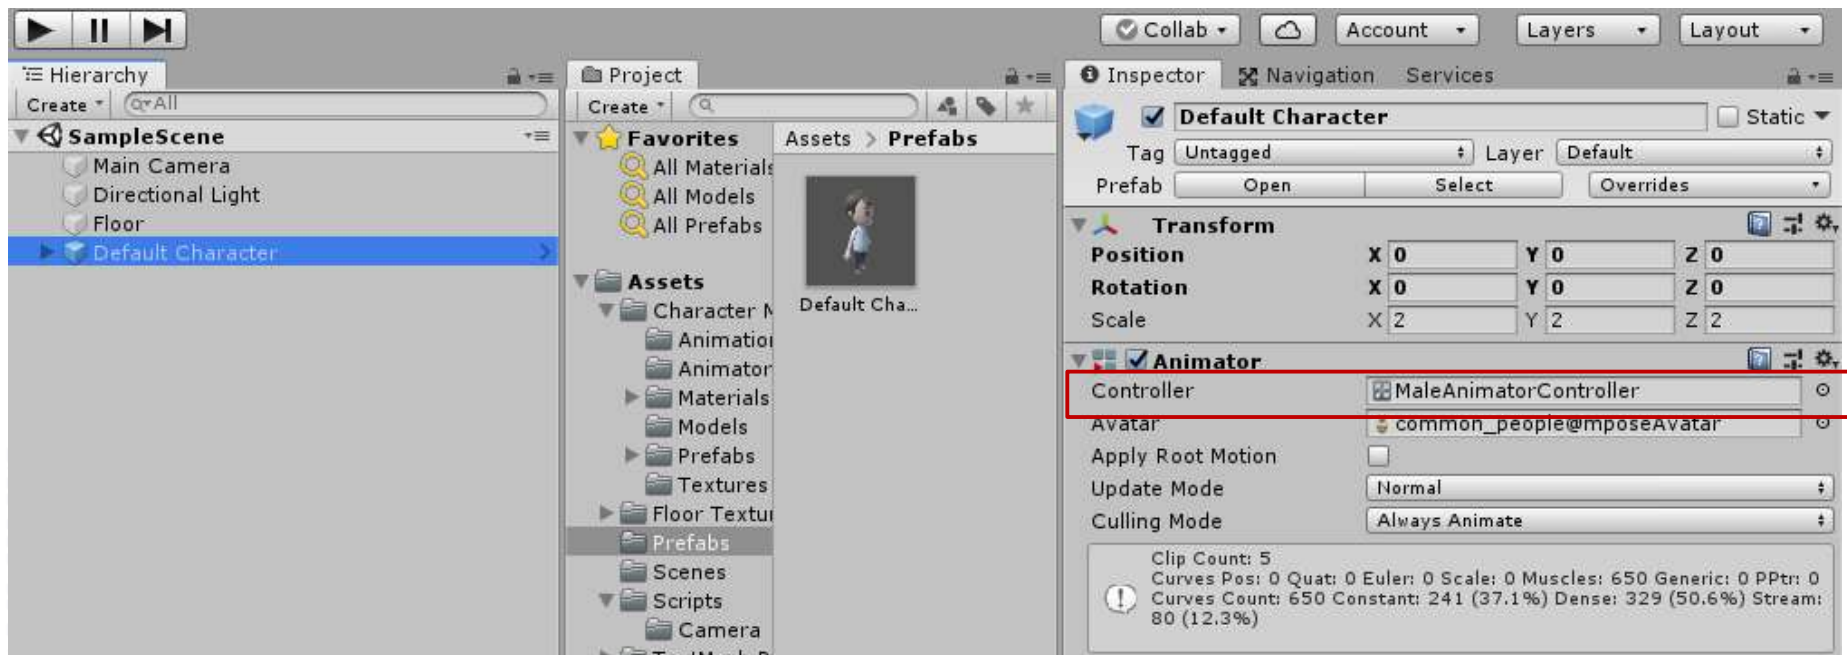 Collab
Account
Layers
Layout
Hierarchy
Create
All
SampleScene
Main Camera
Directional Light
Floor
Default Character
Project
Create
Favorites
All Materials
All Models
All Prefabs
Assets
Character M
Animation
Animator
Materials
Models
Prefabs
Textures
Floor Textur
Prefabs
Scenes
Scripts
Camera
Assets > Prefabs
Default Cha...
Inspector Navigation Services
Default Character Static
Tag Untagged Layer Default
Prefab Open Select Overrides
Transform
Position X 0 Y 0 Z 0
Rotation X 0 Y 0 Z 0
Scale X 2 Y 2 Z 2
Animator
Controller MaleAnimatorController
Avatar common_people@mposeAvatar
Apply Root Motion
Update Mode Normal
Culling Mode Always Animate
Clip Count: 5
Curves Pos: 0 Quat: 0 Euler: 0 Scale: 0 Muscles: 650 Generic: 0 PPtr: 0
Curves Count: 650 Constant: 241 (37.1%) Dense: 329 (50.6%) Stream:
80 (12.3%)